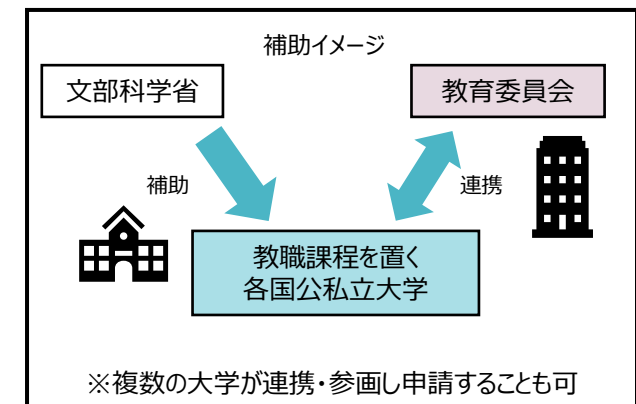 補助イメージ
文部科学省
教育委員会
補助
連携
教職課程を置く
各国公私立大学
※複数の大学が連携・参画し申請することも可